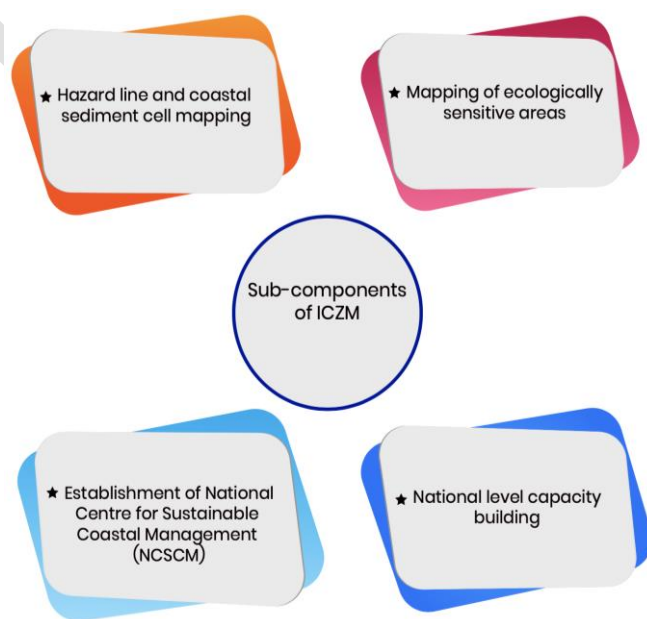 ★ Hazard line and coastal
sediment cell mapping
★ Mapping of ecologically
sensitive areas
Sub-components
of ICZM
★ Establishment of National
Centre for Sustainable
Coastal Management
(NCSCM)
★ National level capacity
building